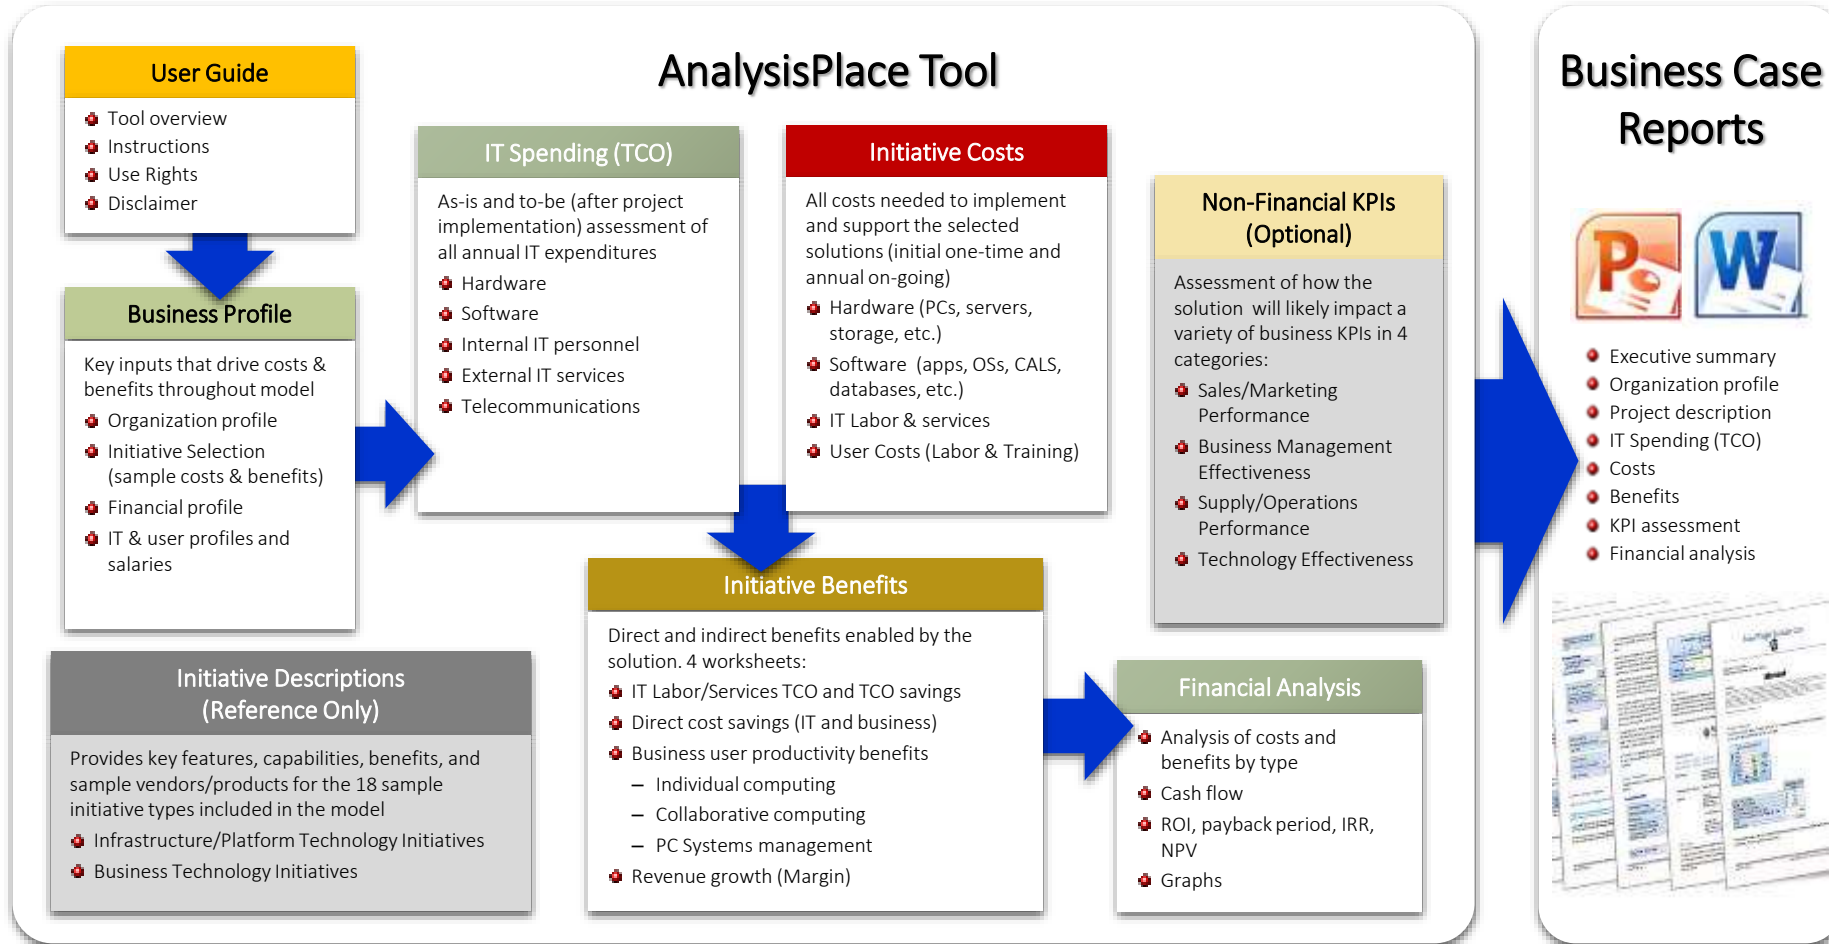 AnalysisPlace Tool
User Guide
Tool overview
Instructions
Use Rights
Disclaimer
Business Profile
Key inputs that drive costs &
benefits throughout model
Organization profile
Initiative Selection
(sample costs & benefits)
Financial profile
IT & user profiles and
salaries
Initiative Descriptions
(Reference Only)
Provides key features, capabilities, benefits, and
sample vendors/products for the 18 sample
initiative types included in the model
Infrastructure/Platform Technology Initiatives
Business Technology Initiatives
IT Spending (TCO)
As-is and to-be (after project
implementation) assessment of
all annual IT expenditures
Hardware
Software
Internal IT personnel
External IT services
Telecommunications
Initiative Costs
All costs needed to implement
and support the selected
solutions (initial one-time and
annual on-going)
Hardware (PCs, servers,
storage, etc.)
Software (apps, OSs, CALS,
databases, etc.)
IT Labor & services
User Costs (Labor & Training)
Initiative Benefits
Direct and indirect benefits enabled by the
solution. 4 worksheets:
IT Labor/Services TCO and TCO savings
Direct cost savings (IT and business)
Business user productivity benefits
– Individual computing
– Collaborative computing
– PC Systems management
Revenue growth (Margin)
Non-Financial KPIs
(Optional)
Assessment of how the
solution will likely impact a
variety of business KPIs in 4
categories:
Sales/Marketing
Performance
Business Management
Effectiveness
Supply/Operations
Performance
Technology Effectiveness
Financial Analysis
Analysis of costs and
benefits by type
Cash flow
ROI, payback period, IRR,
NPV
Graphs
Business Case
Reports
P W
Executive summary
Organization profile
Project description
IT Spending (TCO)
Costs
Benefits
KPI assessment
Financial analysis